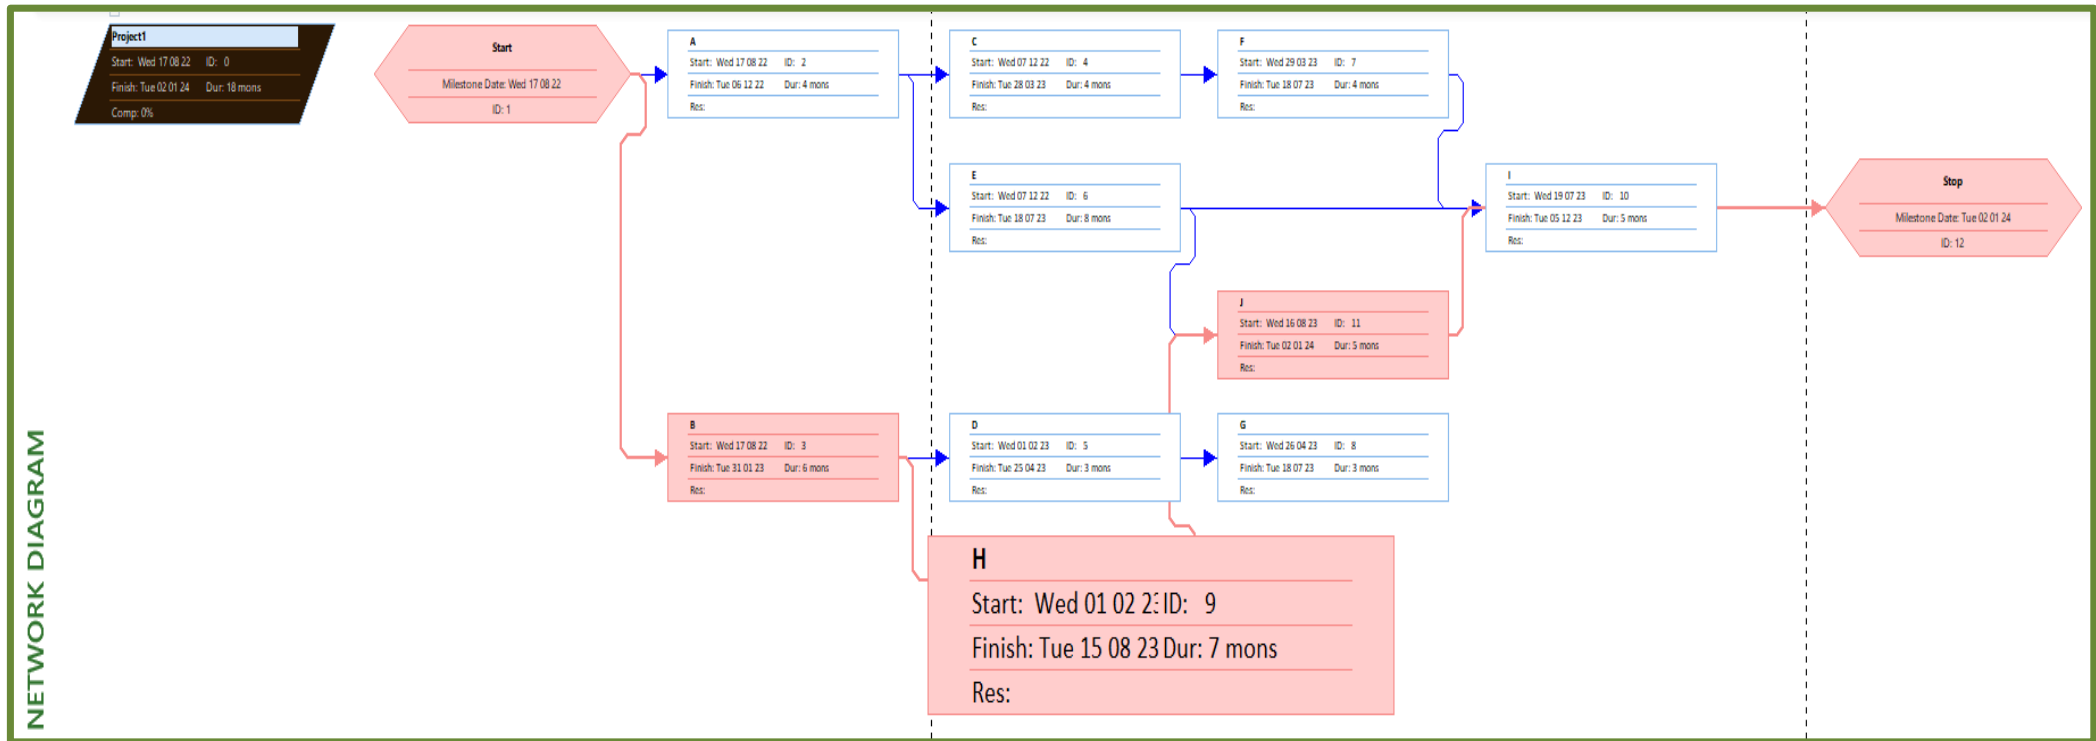 Project1
Start: Wed 17 08 22 ID: 0
Finish: Tue 02 01 24 Dur: 18 mons
Comp: 0%
Start
Milestone Date: Wed 17 08 22
ID: 1
A
Start: Wed 17 08 22 ID: 2
Finish: Tue 06 12 22 Dur: 4 mons
Res:
C
Start: Wed 07 12 22 ID: 4
Finish: Tue 28 03 23 Dur: 4 mons
Res:
F
Start: Wed 29 03 23 ID: 7
Finish: Tue 18 07 23 Dur: 4 mons
Res:
E
Start: Wed 07 12 22 ID: 6
Finish: Tue 18 07 23 Dur: 8 mons
Res:
I
Start: Wed 19 07 23 ID: 10
Finish: Tue 05 12 23 Dur: 5 mons
Res:
Stop
Milestone Date: Tue 02 01 24
ID: 12
J
Start: Wed 16 08 23 ID: 11
Finish: Tue 02 01 24 Dur: 5 mons
Res:
B
Start: Wed 17 08 22 ID: 3
Finish: Tue 31 01 23 Dur: 6 mons
Res:
D
Start: Wed 01 02 23 ID: 5
Finish: Tue 25 04 23 Dur: 3 mons
Res:
G
Start: Wed 26 04 23 ID: 8
Finish: Tue 18 07 23 Dur: 3 mons
Res:
H
Start: Wed 01 02 23 ID: 9
Finish: Tue 15 08 23 Dur: 7 mons
Res:
NETWORK DIAGRAM